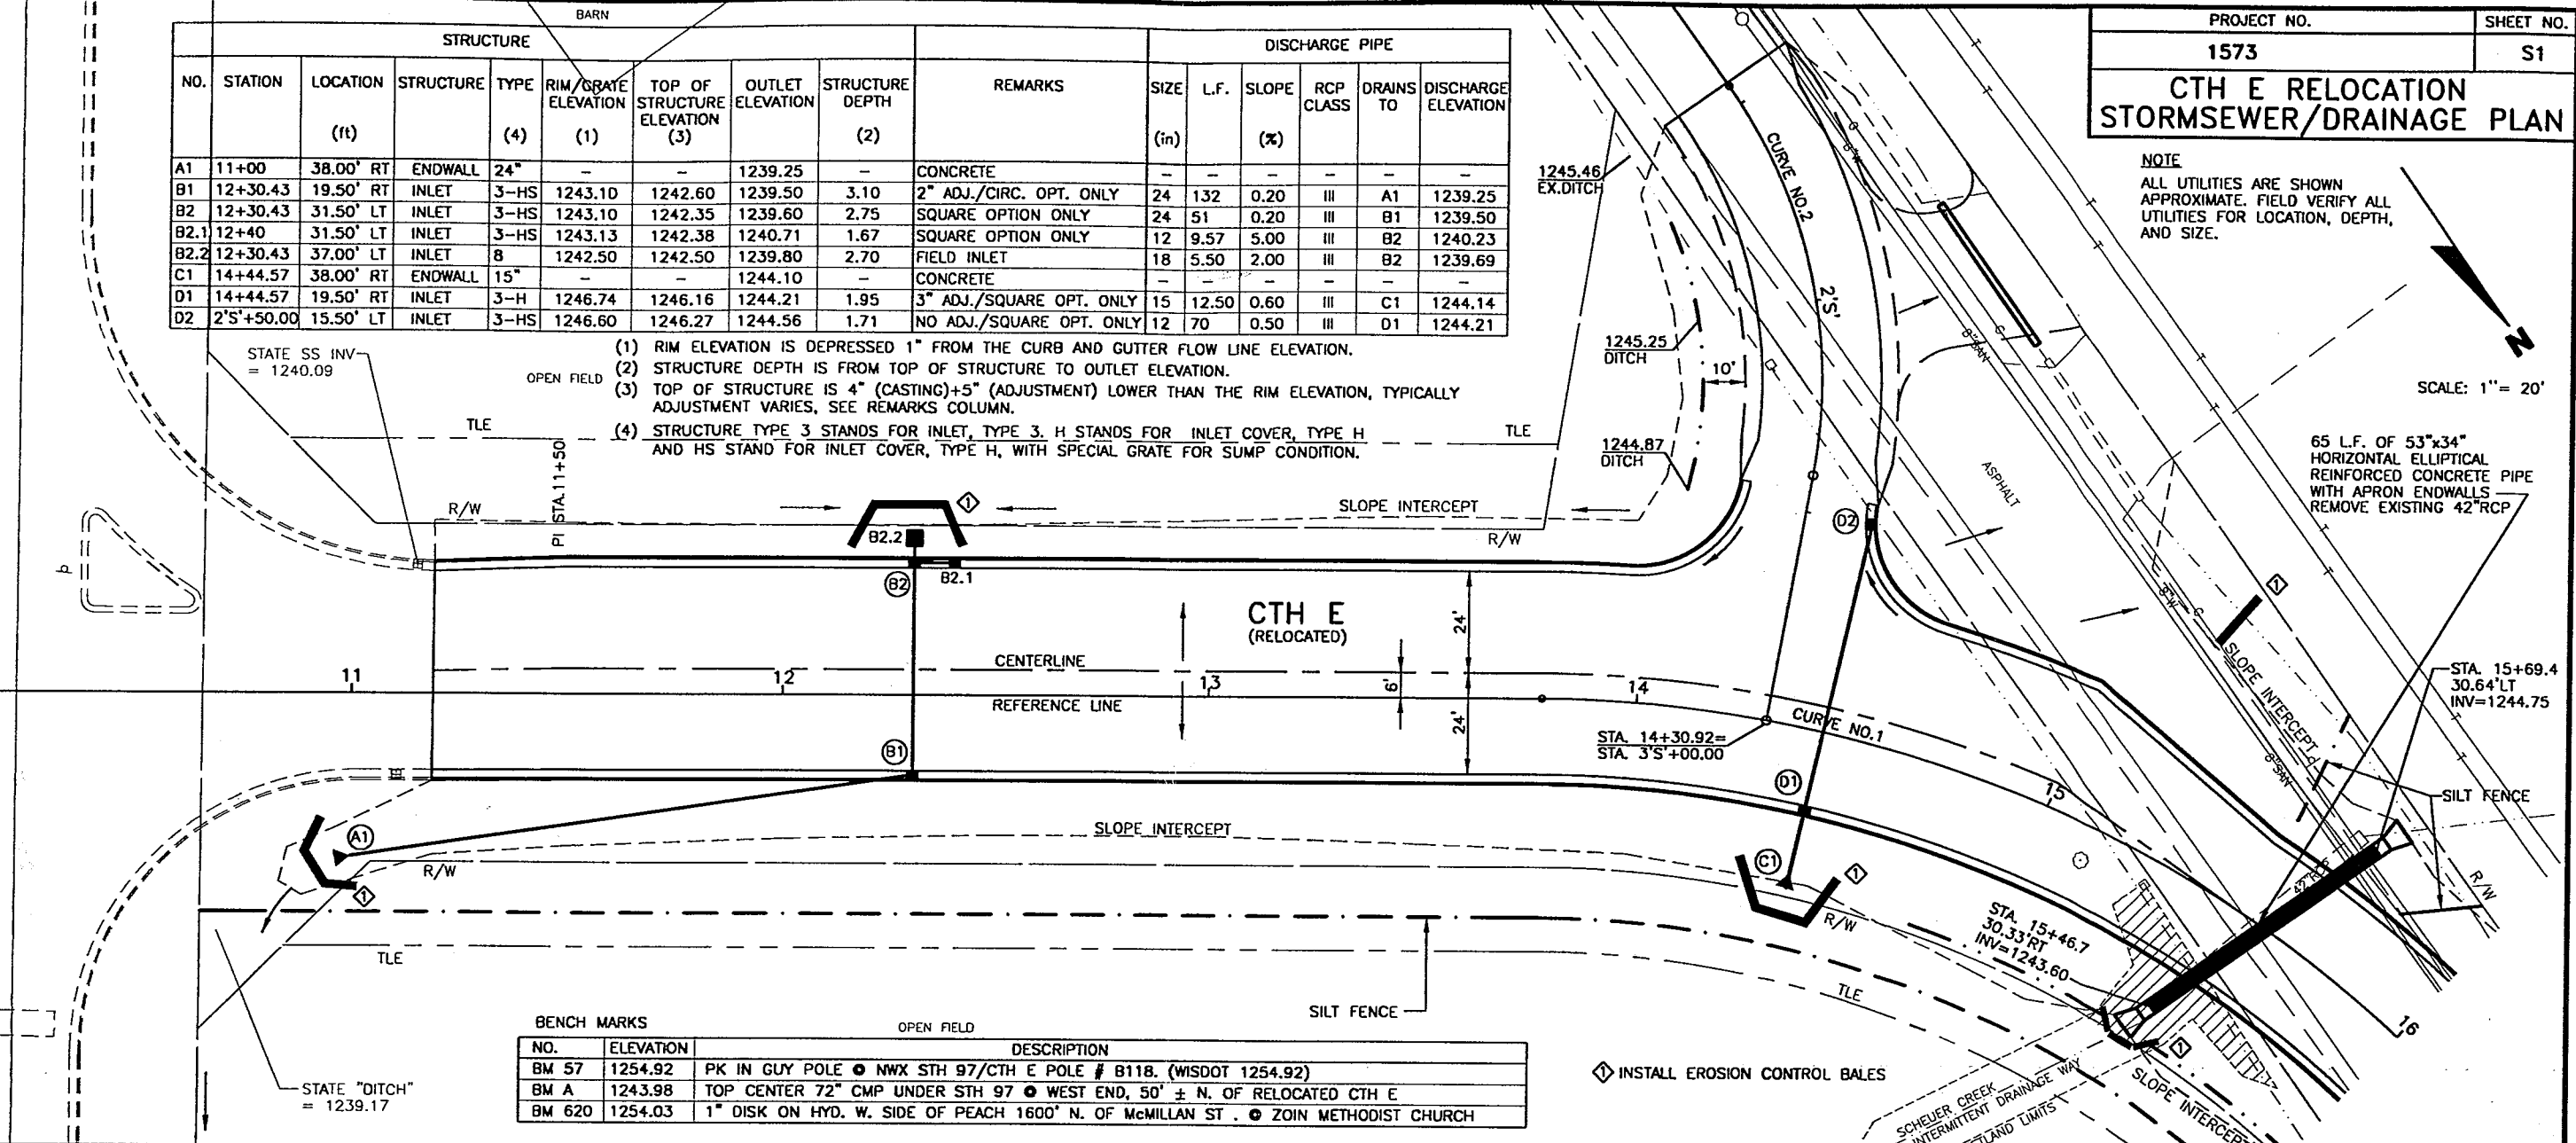 BARN
PROJECT NO. SHEET NO.
1573 S1
CTH E RELOCATION
STORMSEWER/DRAINAGE PLAN
STRUCTURE DISCHARGE PIPE
NO. STATION LOCATION (ft) STRUCTURE TYPE (4) RIM/GRATE ELEVATION (1) TOP OF STRUCTURE ELEVATION (3) OUTLET ELEVATION STRUCTURE DEPTH (2) REMARKS SIZE (in) L.F. SLOPE (%) RCP CLASS DRAINS TO DISCHARGE ELEVATION
A1 11+00 38.00' RT ENDWALL 24" – – 1239.25 – CONCRETE – – – – – –
B1 12+30.43 19.50' RT INLET 3-HS 1243.10 1242.60 1239.50 3.10 2" ADJ./CIRC. OPT. ONLY 24 132 0.20 III A1 1239.25
B2 12+30.43 31.50' LT INLET 3-HS 1243.10 1242.35 1239.60 2.75 SQUARE OPTION ONLY 24 51 0.20 III B1 1239.50
B2.1 12+40 31.50' LT INLET 3-HS 1243.13 1242.38 1240.71 1.67 SQUARE OPTION ONLY 12 9.57 5.00 III B2 1240.23
B2.2 12+30.43 37.00' LT INLET 8 1242.50 1242.50 1239.80 2.70 FIELD INLET 18 5.50 2.00 III B2 1239.69
C1 14+44.57 38.00' RT ENDWALL 15" – – 1244.10 – CONCRETE – – – – – –
D1 14+44.57 19.50' RT INLET 3-H 1246.74 1246.16 1244.21 1.95 3" ADJ./SQUARE OPT. ONLY 15 12.50 0.60 III C1 1244.14
D2 2'S'+50.00 15.50' LT INLET 3-HS 1246.60 1246.27 1244.56 1.71 NO ADJ./SQUARE OPT. ONLY 12 70 0.50 III D1 1244.21
(1) RIM ELEVATION IS DEPRESSED 1" FROM THE CURB AND GUTTER FLOW LINE ELEVATION.
(2) STRUCTURE DEPTH IS FROM TOP OF STRUCTURE TO OUTLET ELEVATION.
(3) TOP OF STRUCTURE IS 4" (CASTING)+5" (ADJUSTMENT) LOWER THAN THE RIM ELEVATION, TYPICALLY
ADJUSTMENT VARIES, SEE REMARKS COLUMN.
(4) STRUCTURE TYPE 3 STANDS FOR INLET, TYPE 3. H STANDS FOR INLET COVER, TYPE H
AND HS STAND FOR INLET COVER, TYPE H, WITH SPECIAL GRATE FOR SUMP CONDITION.
NOTE
ALL UTILITIES ARE SHOWN
APPROXIMATE. FIELD VERIFY ALL
UTILITIES FOR LOCATION, DEPTH,
AND SIZE.
N
SCALE: 1"= 20'
65 L.F. OF 53"x34"
HORIZONTAL ELLIPTICAL
REINFORCED CONCRETE PIPE
WITH APRON ENDWALLS
REMOVE EXISTING 42"RCP
1245.46
EX.DITCH
1245.25
DITCH
10'
1244.87
DITCH
CURVE NO.2
2'S'
8"W
G
8"SAN
ASPHALT
STATE SS INV
= 1240.09
OPEN FIELD
TLE
TLE
PI STA.11+50
R/W
SLOPE INTERCEPT
R/W
1
B2.2
B2
B2.1
D2
CTH E
(RELOCATED)
24'
24'
6'
CENTERLINE
REFERENCE LINE
11
12
13
14
15
16
CURVE NO.1
STA. 14+30.92=
STA. 3'S'+00.00
B1
D1
A1
C1
1
1
SLOPE INTERCEPT
R/W
R/W
TLE
TLE
SILT FENCE
OPEN FIELD
STATE "DITCH"
= 1239.17
8"W
G
1
SLOPE INTERCEPT
8"SAN
STA. 15+69.4
30.64'LT
INV=1244.75
SILT FENCE
R/W
42"RCP
STA. 15+46.7
30.33'RT
INV=1243.60
1
SLOPE INTERCEPT
SCHEUER CREEK
INTERMITTENT DRAINAGE WAY
LIMITS
1 INSTALL EROSION CONTROL BALES
BENCH MARKS
NO. ELEVATION DESCRIPTION
BM 57 1254.92 PK IN GUY POLE @ NWX STH 97/CTH E POLE # B118. (WISDOT 1254.92)
BM A 1243.98 TOP CENTER 72" CMP UNDER STH 97 @ WEST END, 50' ± N. OF RELOCATED CTH E
BM 620 1254.03 1" DISK ON HYD. W. SIDE OF PEACH 1600' N. OF McMILLAN ST . @ ZOIN METHODIST CHURCH